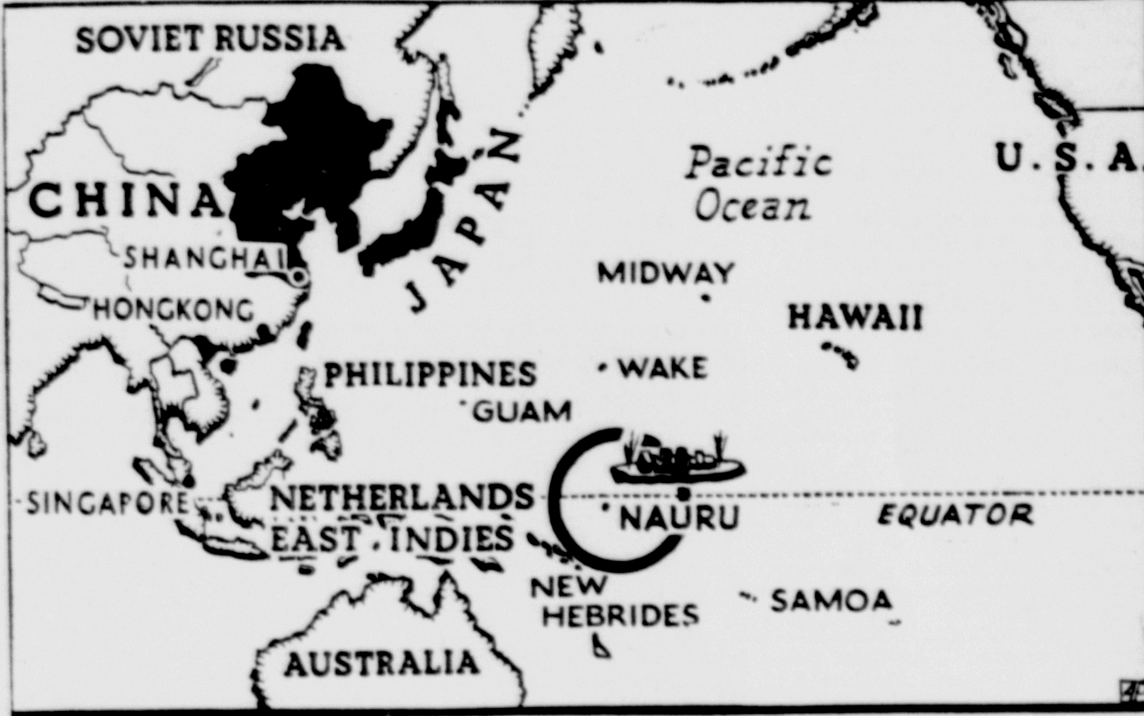 SOVIET RUSSIA
CHINA
JAPAN
Pacific
Ocean
U.S.A.
SHANGHAI
MIDWAY
HONGKONG
HAWAII
PHILIPPINES
WAKE
GUAM
SINGAPORE
NETHERLANDS
EAST INDIES
NAURU
EQUATOR
NEW
HEBRIDES
SAMOA
AUSTRALIA